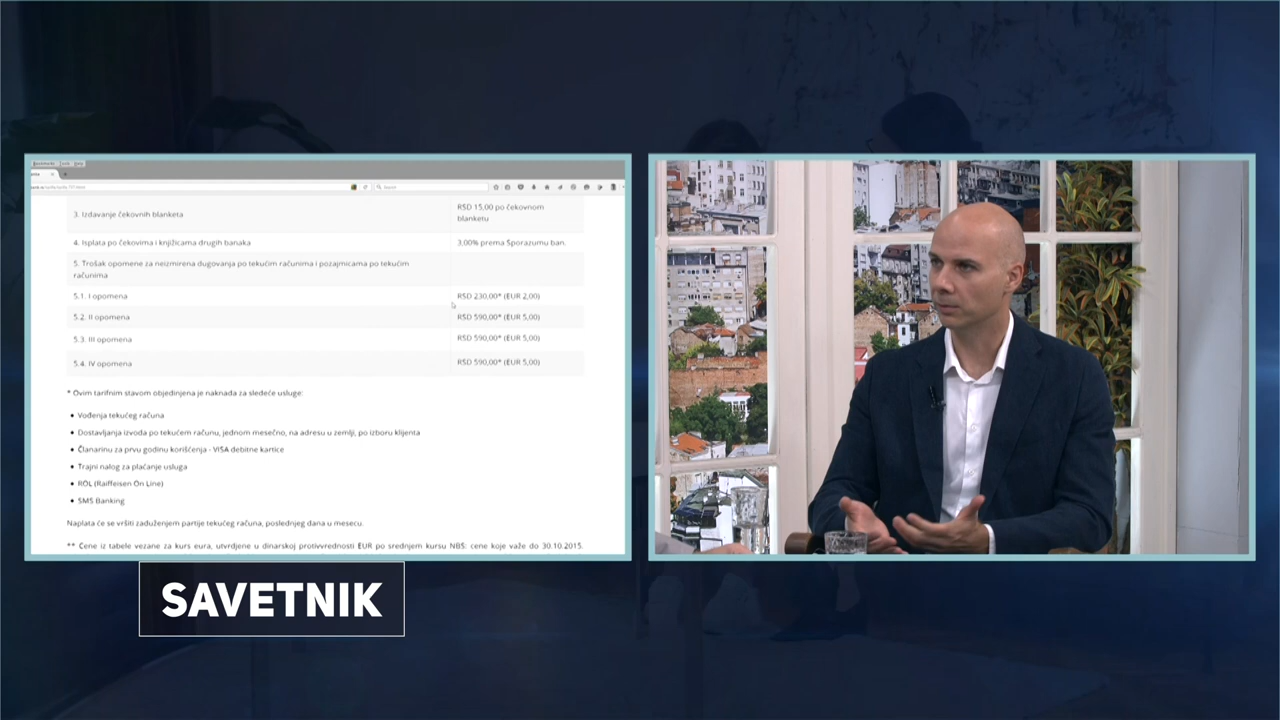 Bookmarks Tools Help
Search
3. Izdavanje čekovnih blanketa
RSD 15,00 po čekovnom
blanketu
4. Isplata po čekovima i knjižicama drugih banaka
3,00% prema Sporazumu ban.
5. Trošak opomene za neizmirena dugovanja po tekućim računima i pozajmicama po tekućim
računima
5.1. I opomena
RSD 230,00* (EUR 2,00)
5.2. II opomena
RSD 590,00* (EUR 5,00)
5.3. III opomena
RSD 590,00* (EUR 5,00)
5.4. IV opomena
RSD 590,00* (EUR 5,00)
* Ovim tarifnim stavom objedinjena je naknada za sledeće usluge:
• Vođenja tekućeg računa
• Dostavljanja izvoda po tekućem računu, jednom mesečno, na adresu u zemlji, po izboru klijenta
• Članarinu za prvu godinu korišćenja - VISA debitne kartice
• Trajni nalog za plaćanje usluga
• ROL (Raiffeisen On Line)
• SMS Banking
Naplata će se vršiti zaduženjem partije tekućeg računa, poslednjeg dana u mesecu.
** Cene iz tabele vezane za kurs eura, utvrdjene u dinarskoj protivvrednosti EUR po srednjem kursu NBS: cene koje važe do 30.10.2015.
SAVETNIK